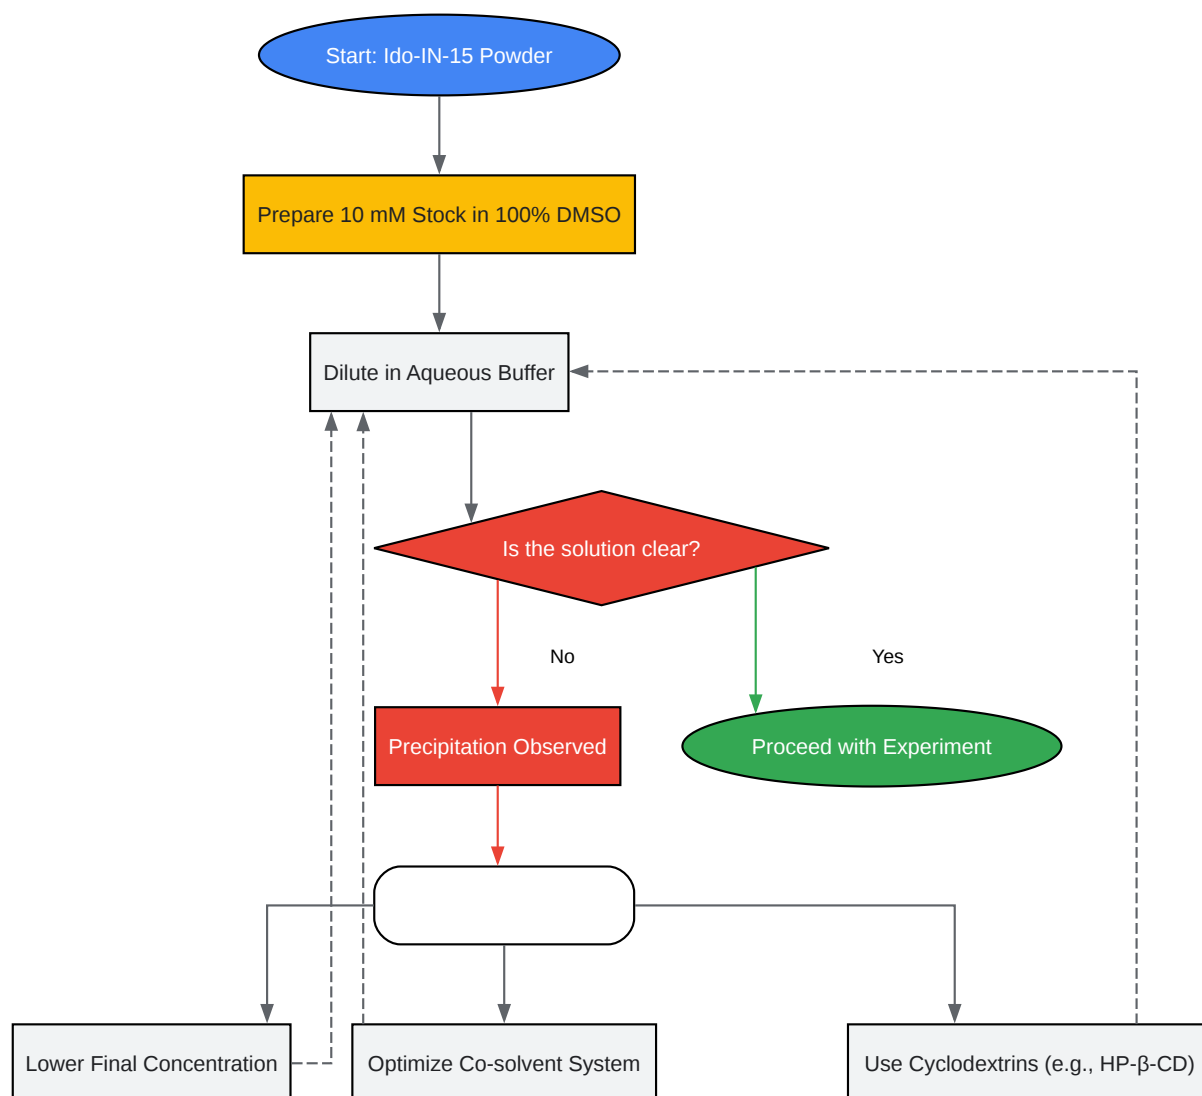 Start: Ido-IN-15 Powder
Prepare 10 mM Stock in 100% DMSO
Dilute in Aqueous Buffer
Is the solution clear?
No
Yes
Precipitation Observed
Proceed with Experiment
Lower Final Concentration
Optimize Co-solvent System
Use Cyclodextrins (e.g., HP-β-CD)